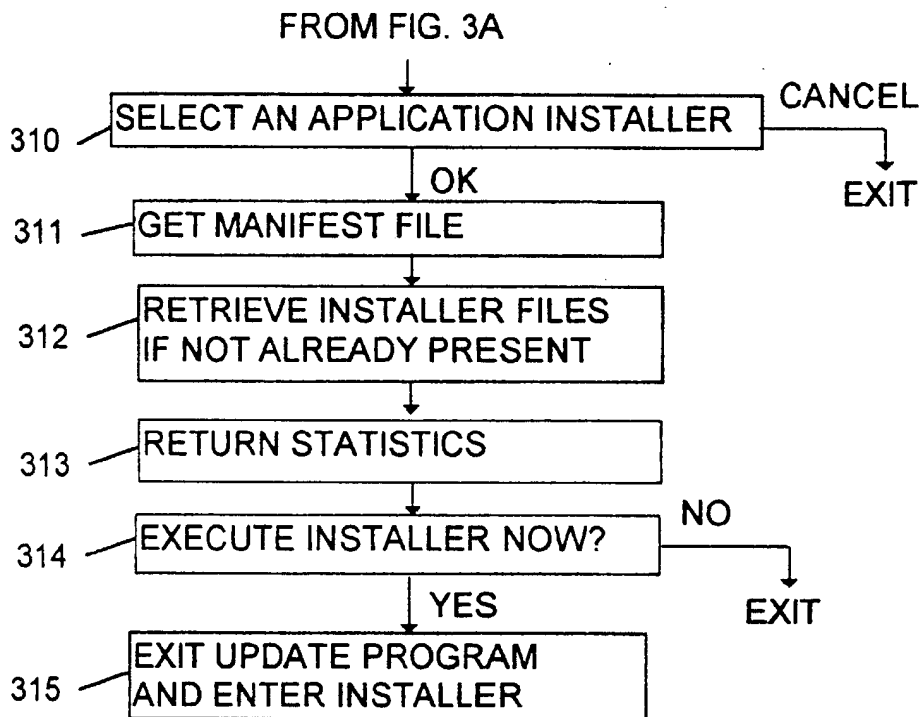 FROM FIG. 3A
310
SELECT AN APPLICATION INSTALLER
CANCEL
EXIT
OK
311
GET MANIFEST FILE
312
RETRIEVE INSTALLER FILES
IF NOT ALREADY PRESENT
313
RETURN STATISTICS
314
EXECUTE INSTALLER NOW?
NO
EXIT
YES
315
EXIT UPDATE PROGRAM
AND ENTER INSTALLER